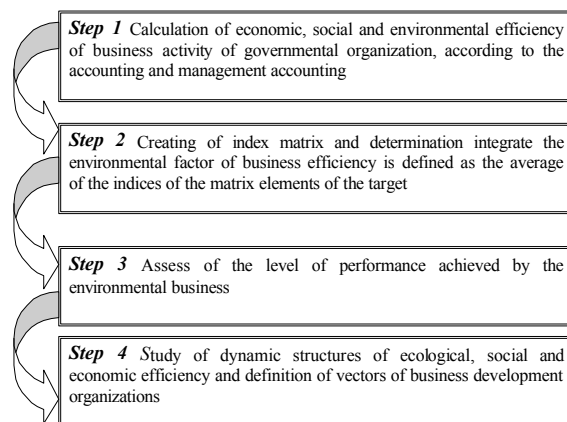 Step 1 Calculation of economic, social and environmental efficiency
of business activity of governmental organization, according to the
accounting and management accounting
Step 2 Creating of index matrix and determination integrate the
environmental factor of business efficiency is defined as the average
of the indices of the matrix elements of the target
Step 3 Assess of the level of performance achieved by the
environmental business
Step 4 Study of dynamic structures of ecological, social and
economic efficiency and definition of vectors of business development
organizations